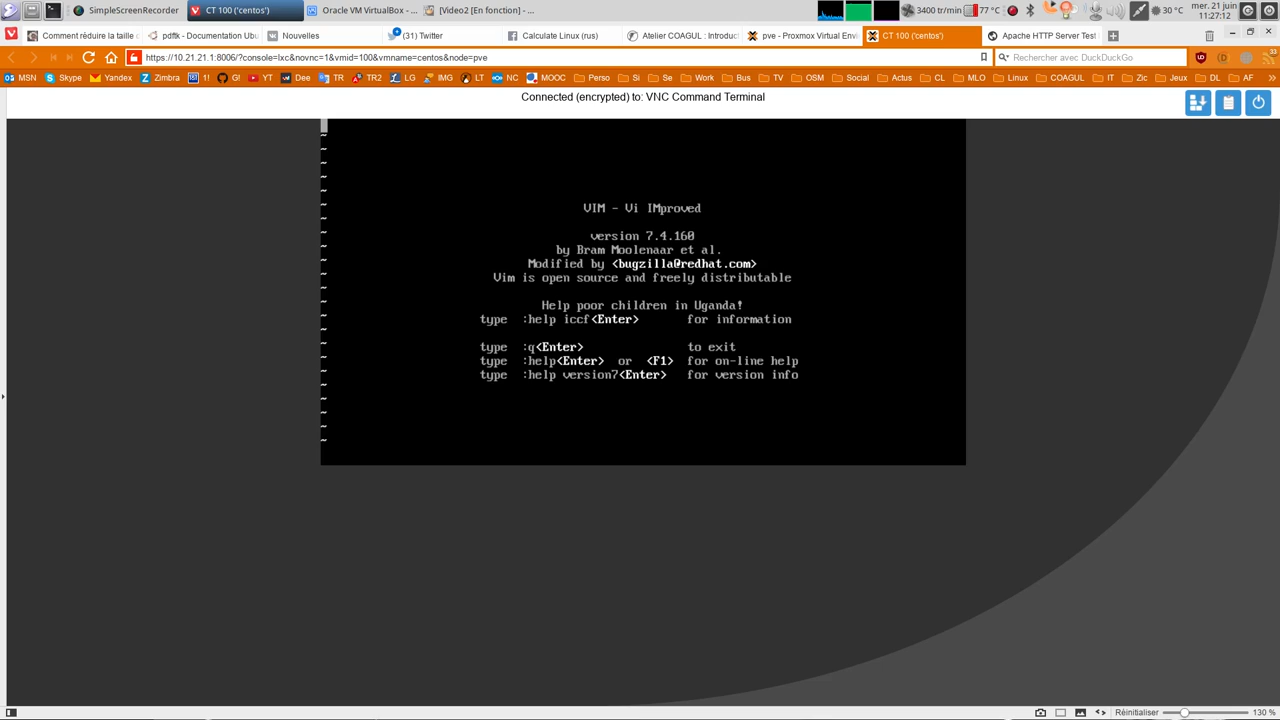 SimpleScreenRecorder
CT 100 ('centos')
Oracle VM VirtualBox - ...
[Video2 [En fonction] - ...
3400 tr/min
77 °C
30 °C
mer. 21 juin
11:27:12
Comment réduire la taille d
pdftk - Documentation Ubu
Nouvelles
(31) Twitter
Calculate Linux (rus)
Atelier COAGUL : Introduc
pve - Proxmox Virtual Envi
CT 100 ('centos')
Apache HTTP Server Test
https://10.21.21.1:8006/?console=lxc&novnc=1&vmid=100&vmname=centos&node=pve
Rechercher avec DuckDuckGo
33
MSN Skype Yandex Zimbra 1! G! YT Dee TR TR2 LG IMG LT NC MOOC Perso Si Se Work Bus TV OSM Social Actus CL MLO Linux COAGUL IT Zic Jeux DL AF
Connected (encrypted) to: VNC Command Terminal
~
~
~
~
~
~
VIM - Vi IMproved
~
~
version 7.4.160
~
by Bram Moolenaar et al.
~
Modified by <bugzilla@redhat.com>
~
Vim is open source and freely distributable
~
~
Help poor children in Uganda!
~
type :help iccf<Enter> for information
~
~
type :q<Enter> to exit
~
type :help<Enter> or <F1> for on-line help
~
type :help version7<Enter> for version info
~
~
~
~
~
~
Réinitialiser
130 %